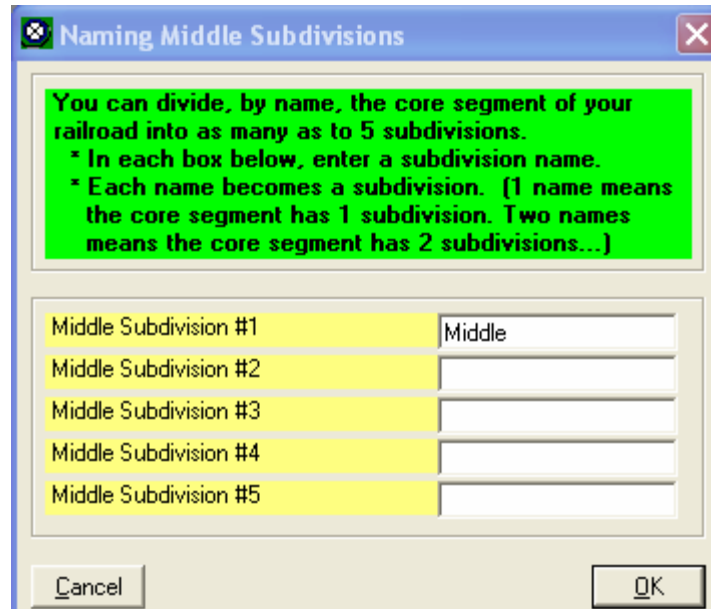 Naming Middle Subdivisions
You can divide, by name, the core segment of your
railroad into as many as to 5 subdivisions.
* In each box below, enter a subdivision name.
* Each name becomes a subdivision. (1 name means
the core segment has 1 subdivision. Two names
means the core segment has 2 subdivisions...)
Middle Subdivision #1 Middle
Middle Subdivision #2
Middle Subdivision #3
Middle Subdivision #4
Middle Subdivision #5
Cancel OK